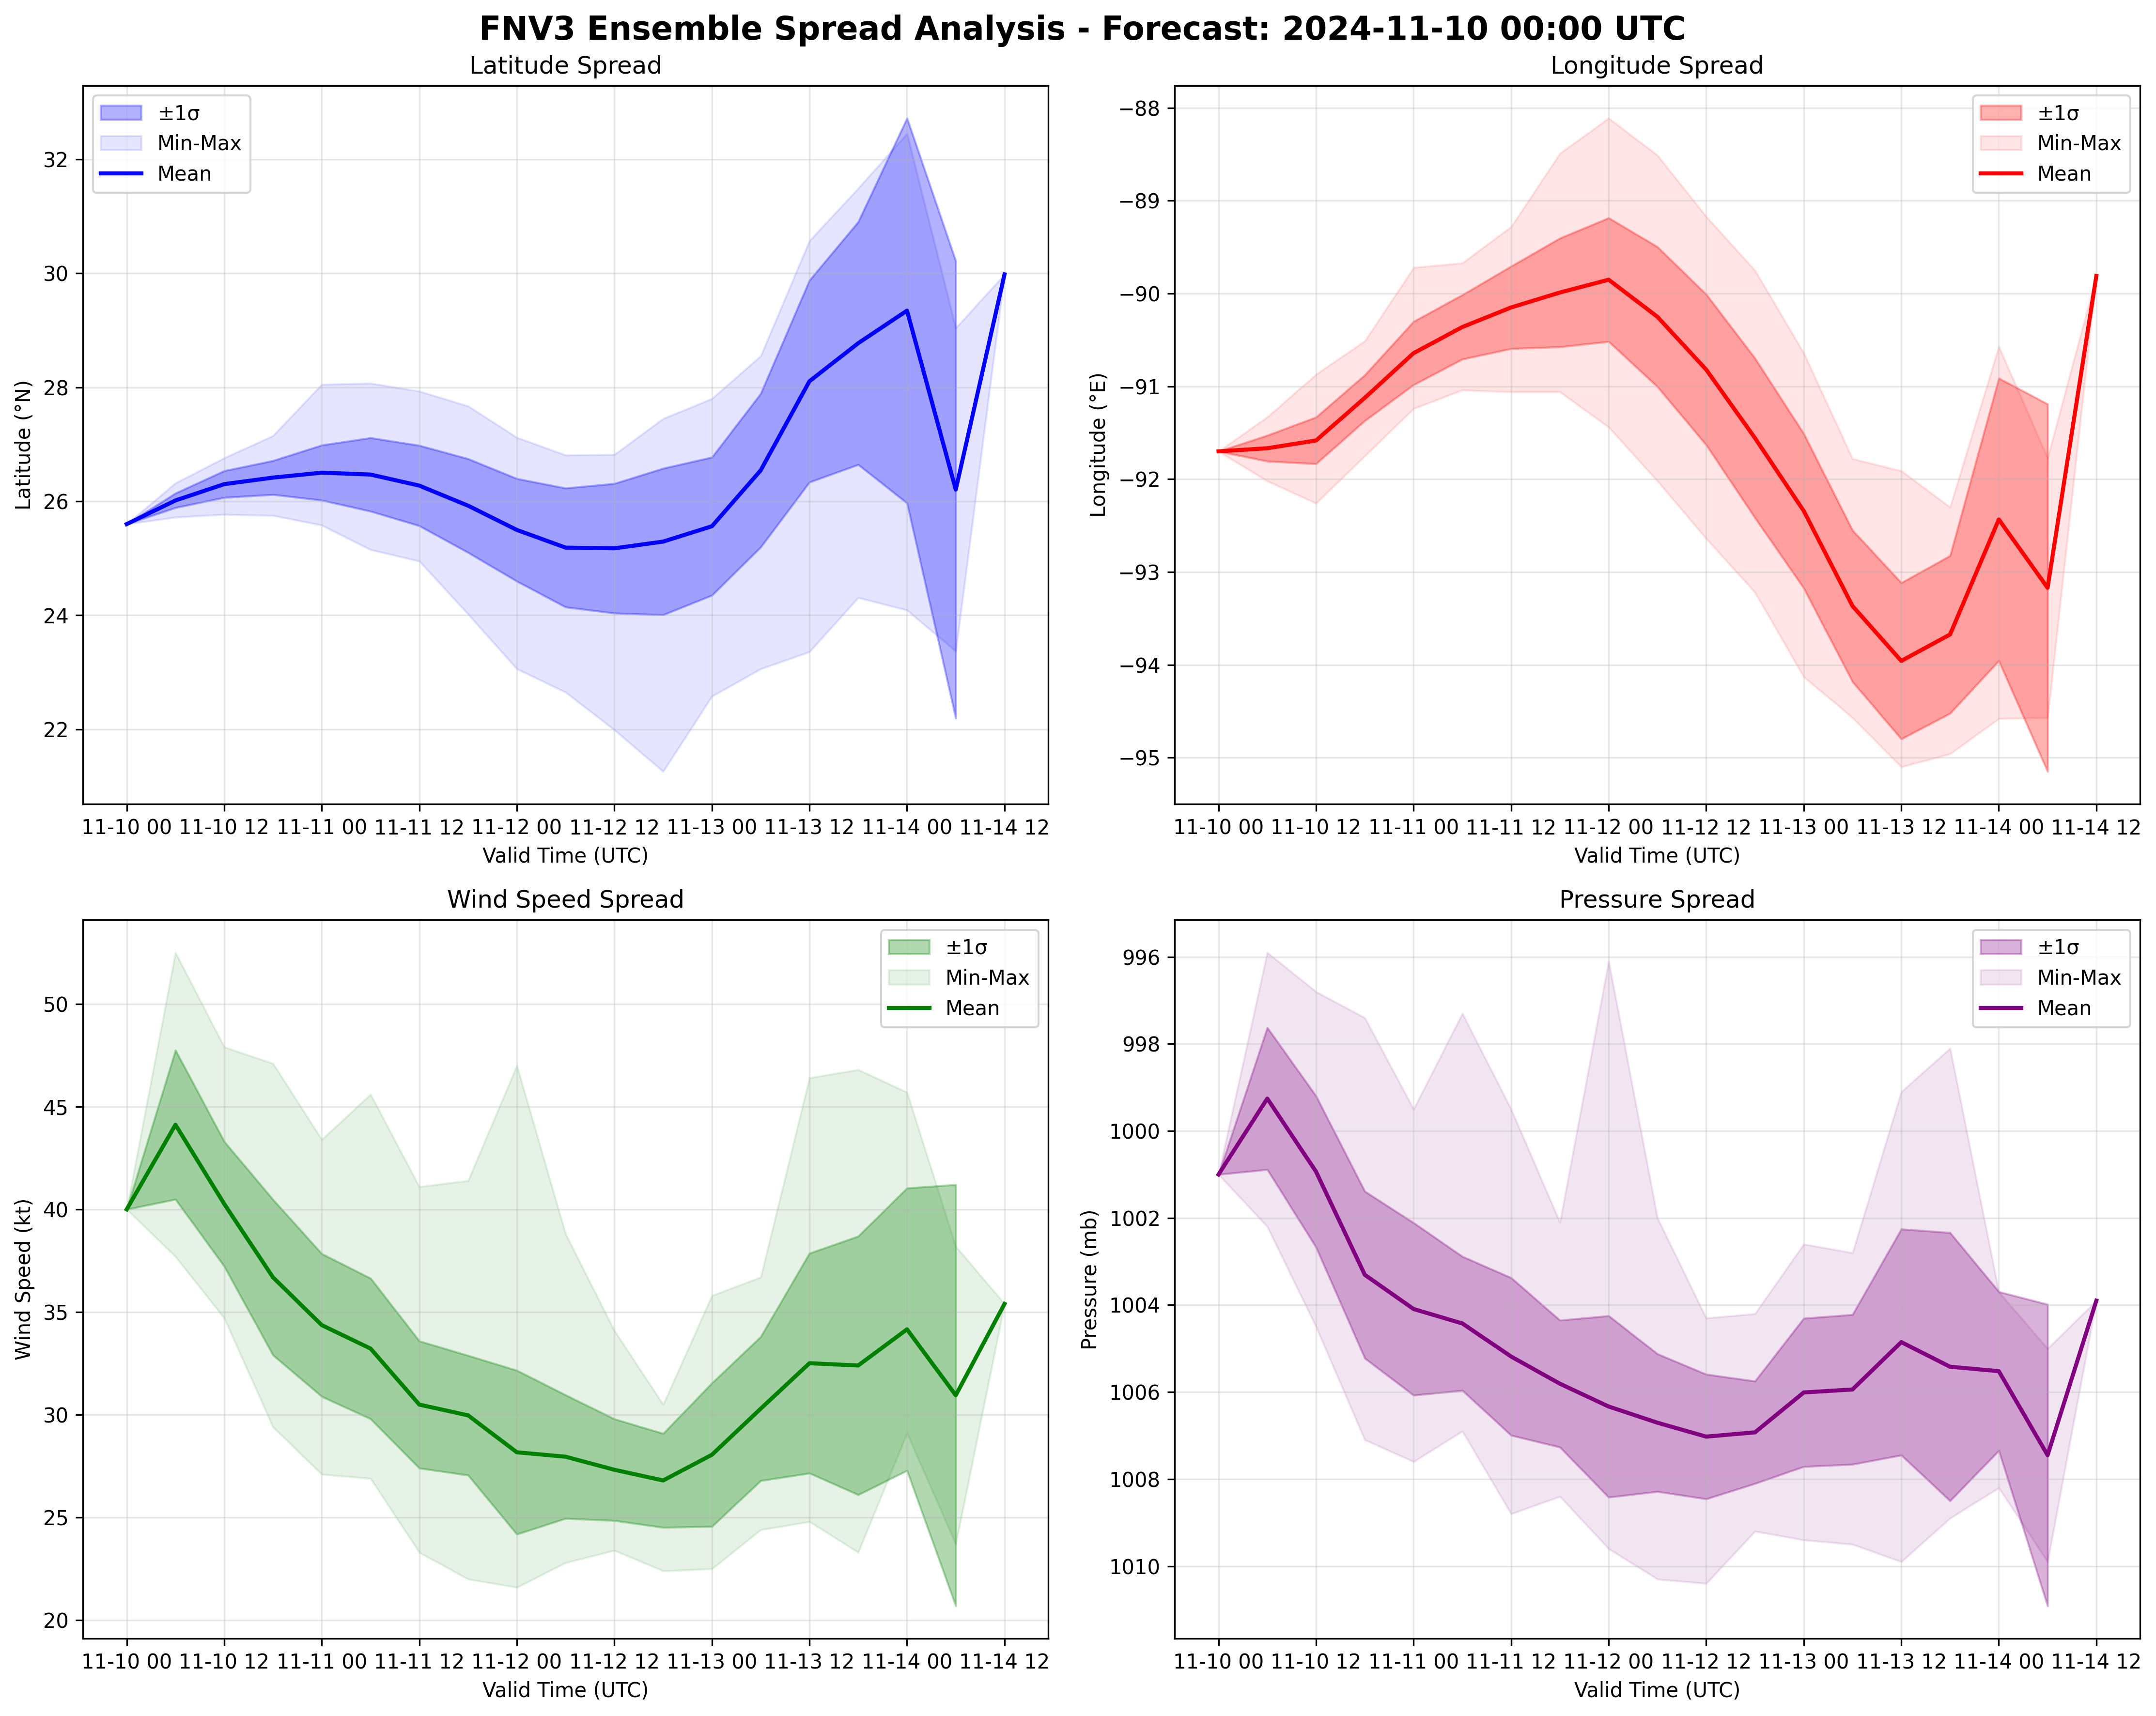 FNV3 Ensemble Spread Analysis - Forecast: 2024-11-10 00:00 UTC
Latitude Spread
±1σ
Min-Max
Mean
Latitude (°N)
32
30
28
26
24
22
11-10 00 11-10 12 11-11 00 11-11 12 11-12 00 11-12 12 11-13 00 11-13 12 11-14 00 11-14 12
Valid Time (UTC)
Longitude Spread
±1σ
Min-Max
Mean
Longitude (°E)
−88
−89
−90
−91
−92
−93
−94
−95
11-10 00 11-10 12 11-11 00 11-11 12 11-12 00 11-12 12 11-13 00 11-13 12 11-14 00 11-14 12
Valid Time (UTC)
Wind Speed Spread
±1σ
Min-Max
Mean
Wind Speed (kt)
50
45
40
35
30
25
20
11-10 00 11-10 12 11-11 00 11-11 12 11-12 00 11-12 12 11-13 00 11-13 12 11-14 00 11-14 12
Valid Time (UTC)
Pressure Spread
±1σ
Min-Max
Mean
Pressure (mb)
996
998
1000
1002
1004
1006
1008
1010
11-10 00 11-10 12 11-11 00 11-11 12 11-12 00 11-12 12 11-13 00 11-13 12 11-14 00 11-14 12
Valid Time (UTC)